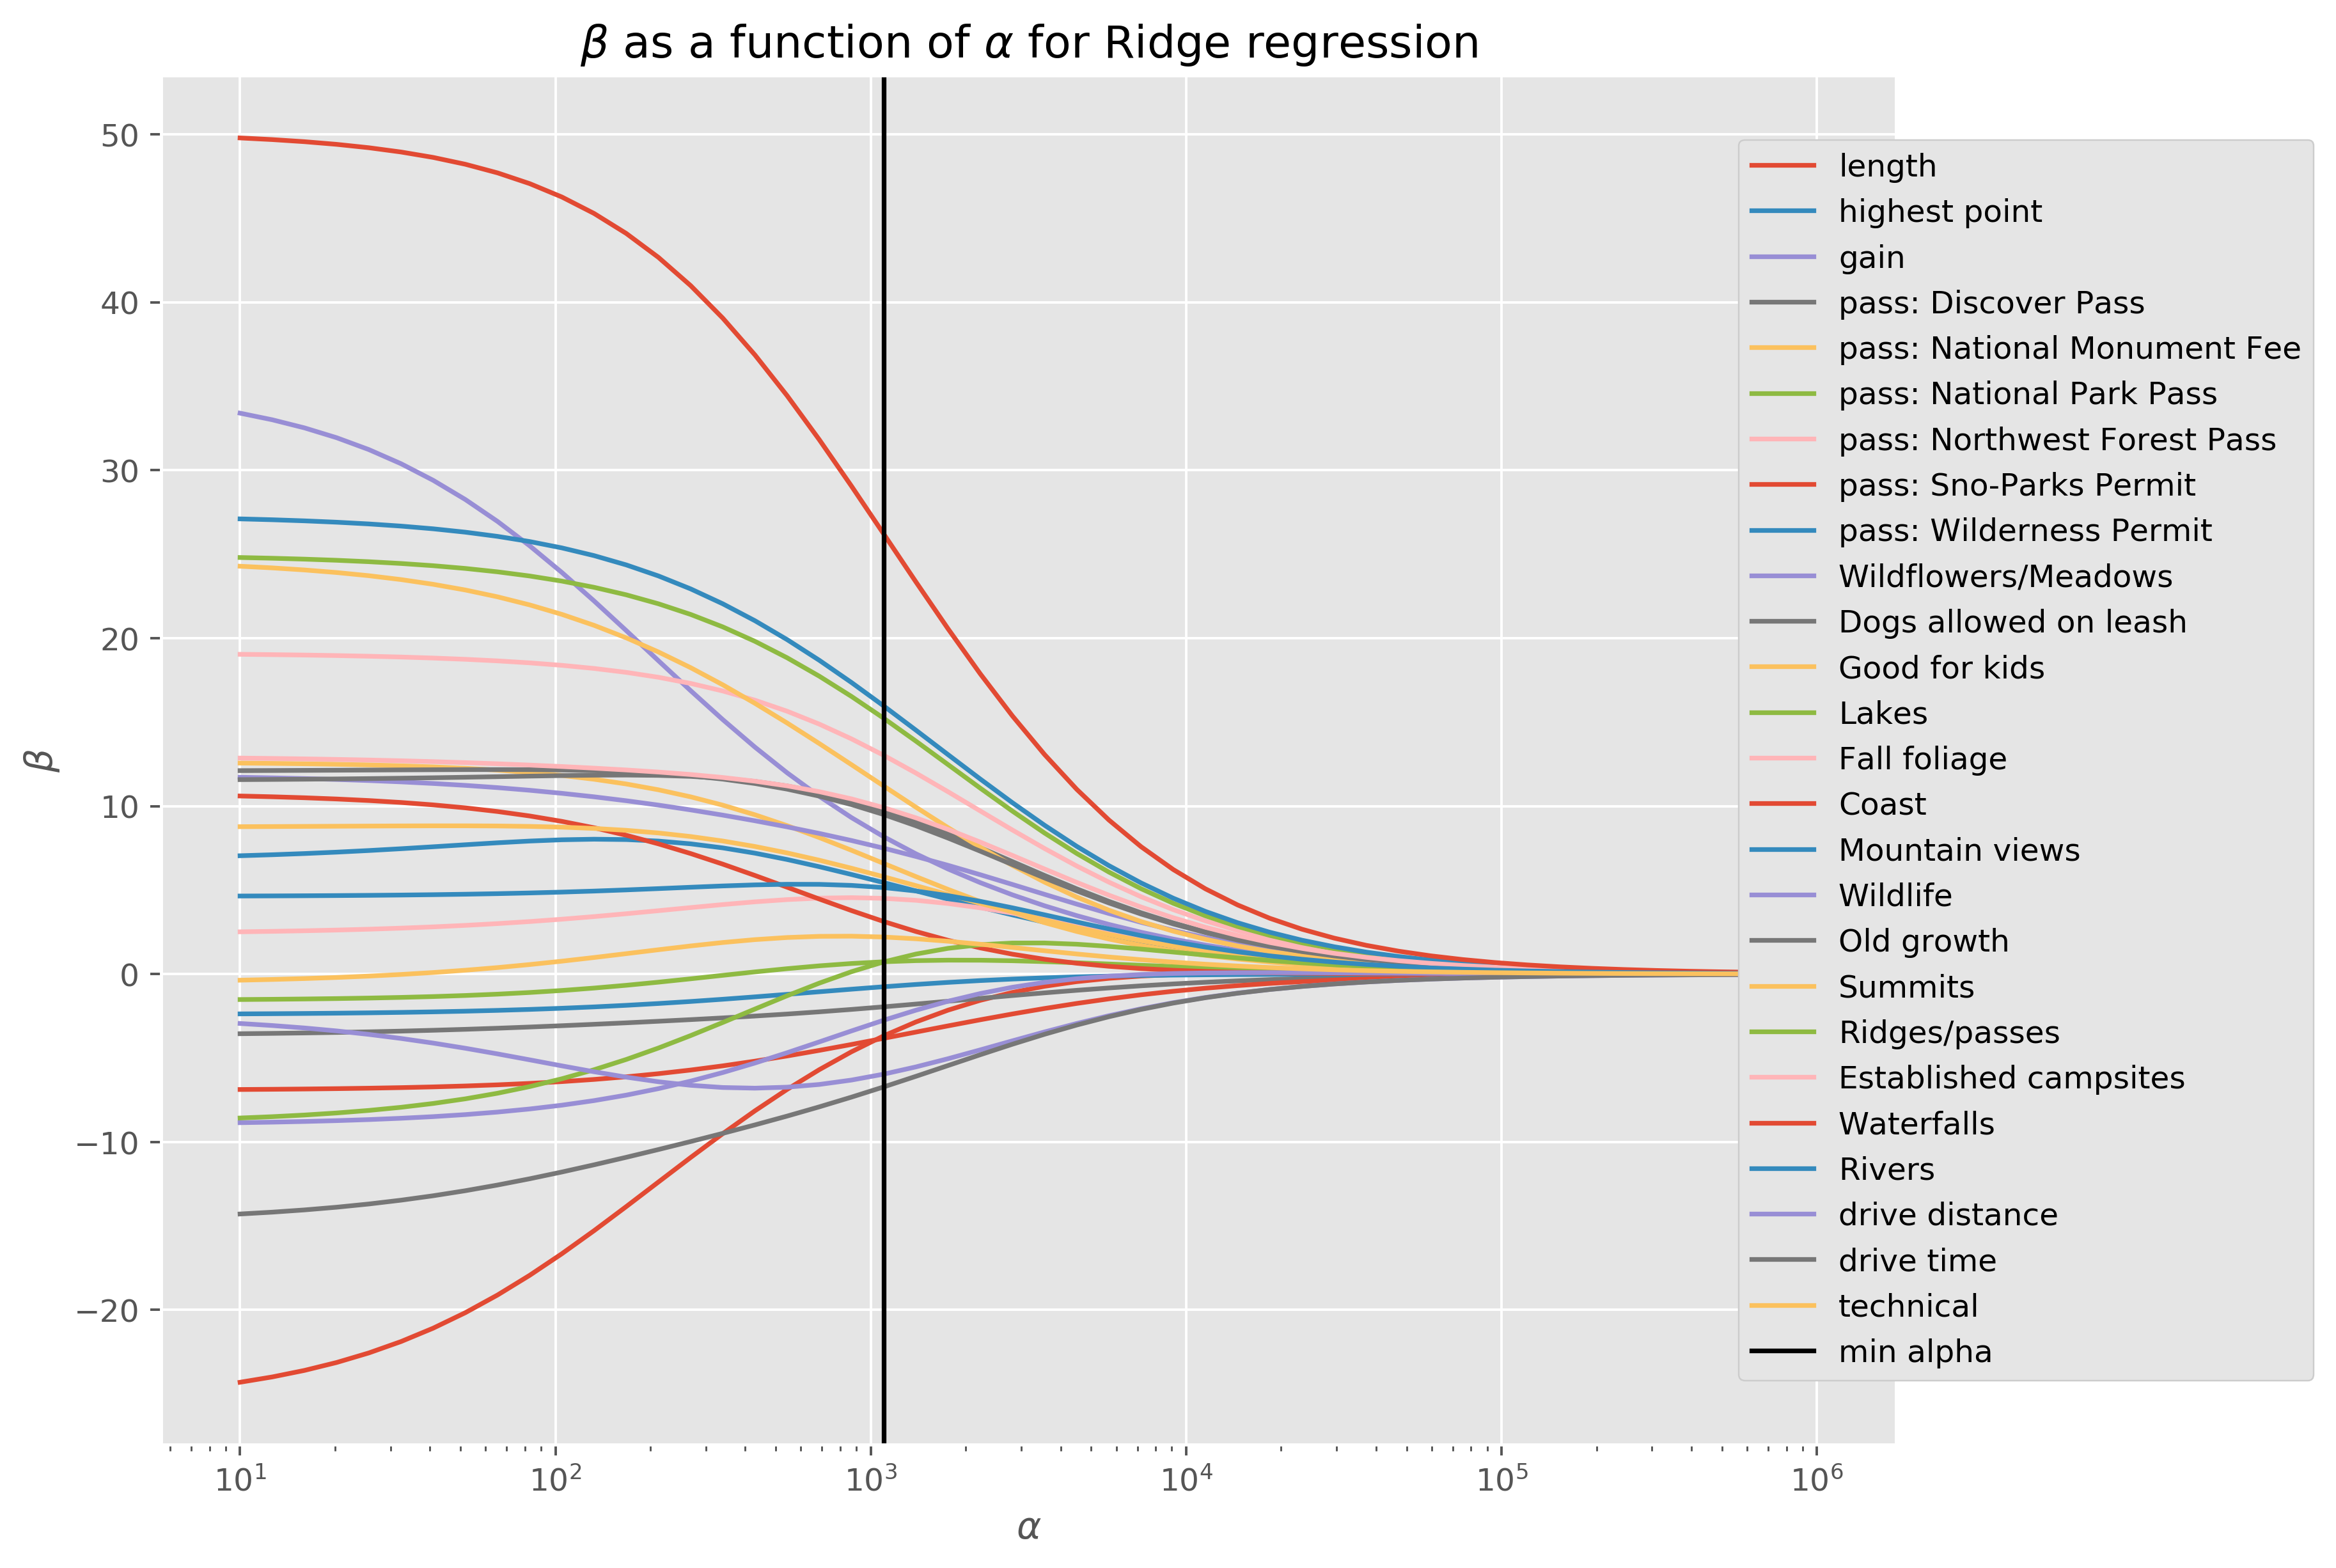 β as a function of α for Ridge regression
50
40
30
20
10
0
−10
−20
β
10¹
10²
10³
10⁴
10⁵
10⁶
α
length
highest point
gain
pass: Discover Pass
pass: National Monument Fee
pass: National Park Pass
pass: Northwest Forest Pass
pass: Sno-Parks Permit
pass: Wilderness Permit
Wildflowers/Meadows
Dogs allowed on leash
Good for kids
Lakes
Fall foliage
Coast
Mountain views
Wildlife
Old growth
Summits
Ridges/passes
Established campsites
Waterfalls
Rivers
drive distance
drive time
technical
min alpha